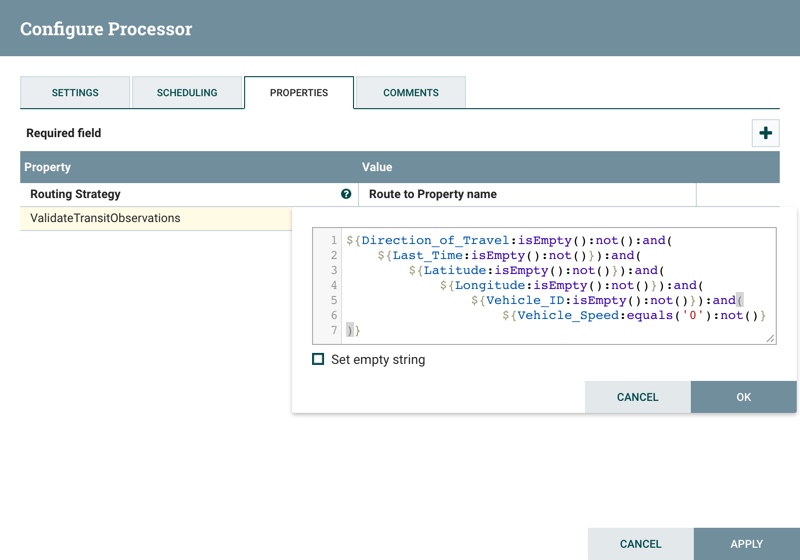 Configure Processor
SETTINGS
SCHEDULING
PROPERTIES
COMMENTS
Required field
Property
Value
Routing Strategy
Route to Property name
ValidateTransitObservations
1 ${Direction_of_Travel:isEmpty():not():and(
2 ${Last_Time:isEmpty():not()}):and(
3 ${Latitude:isEmpty():not()}):and(
4 ${Longitude:isEmpty():not()}):and(
5 ${Vehicle_ID:isEmpty():not()}):and(
6 ${Vehicle_Speed:equals('0'):not()}
7 )}
Set empty string
CANCEL
OK
CANCEL
APPLY